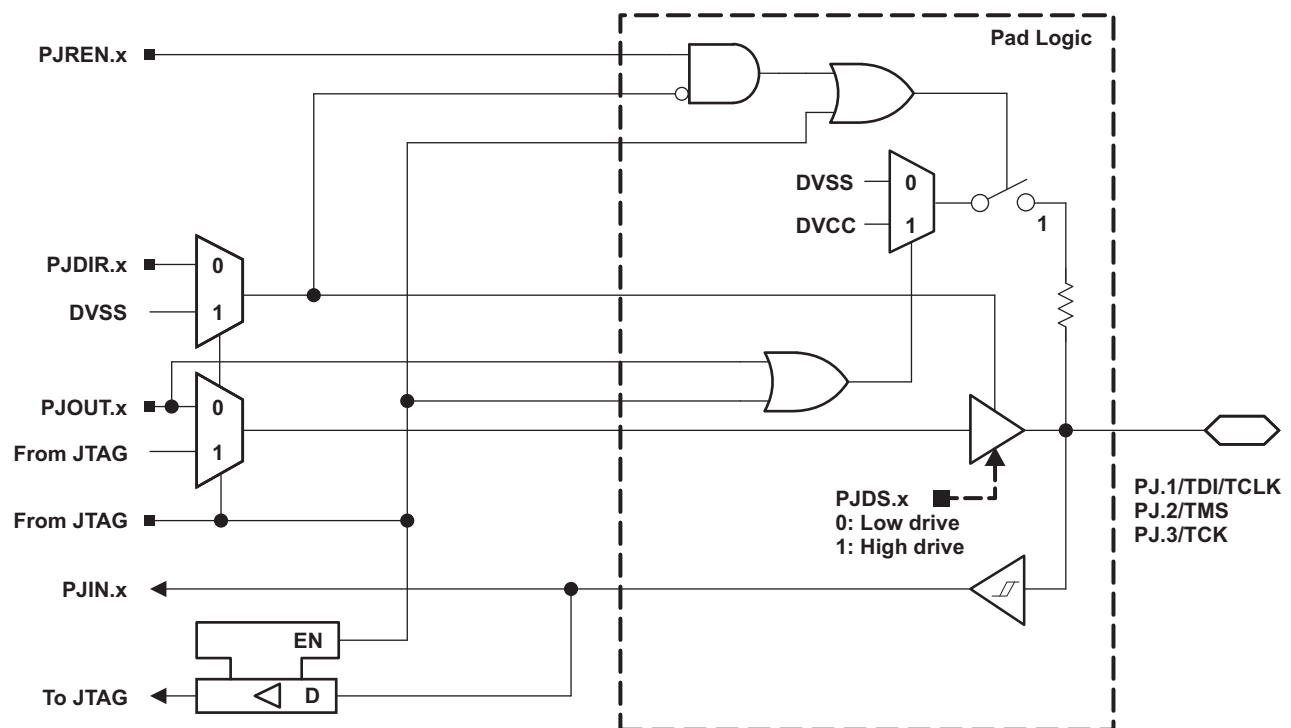 Pad Logic
PJREN.x
DVSS
0
DVCC
1
1
PJDIR.x
0
DVSS
1
PJOUT.x
0
From JTAG
1
From JTAG
PJDS.x
0: Low drive
1: High drive
PJ.1/TDI/TCLK
PJ.2/TMS
PJ.3/TCK
PJIN.x
EN
To JTAG
D